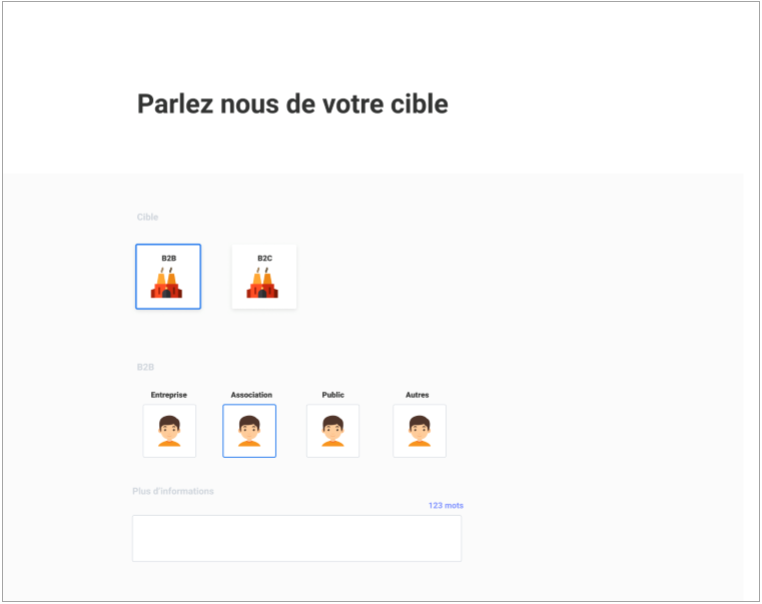 Parlez nous de votre cible
Cible
B2B B2C
B2B
Entreprise Association Public Autres
Plus d'informations
123 mots